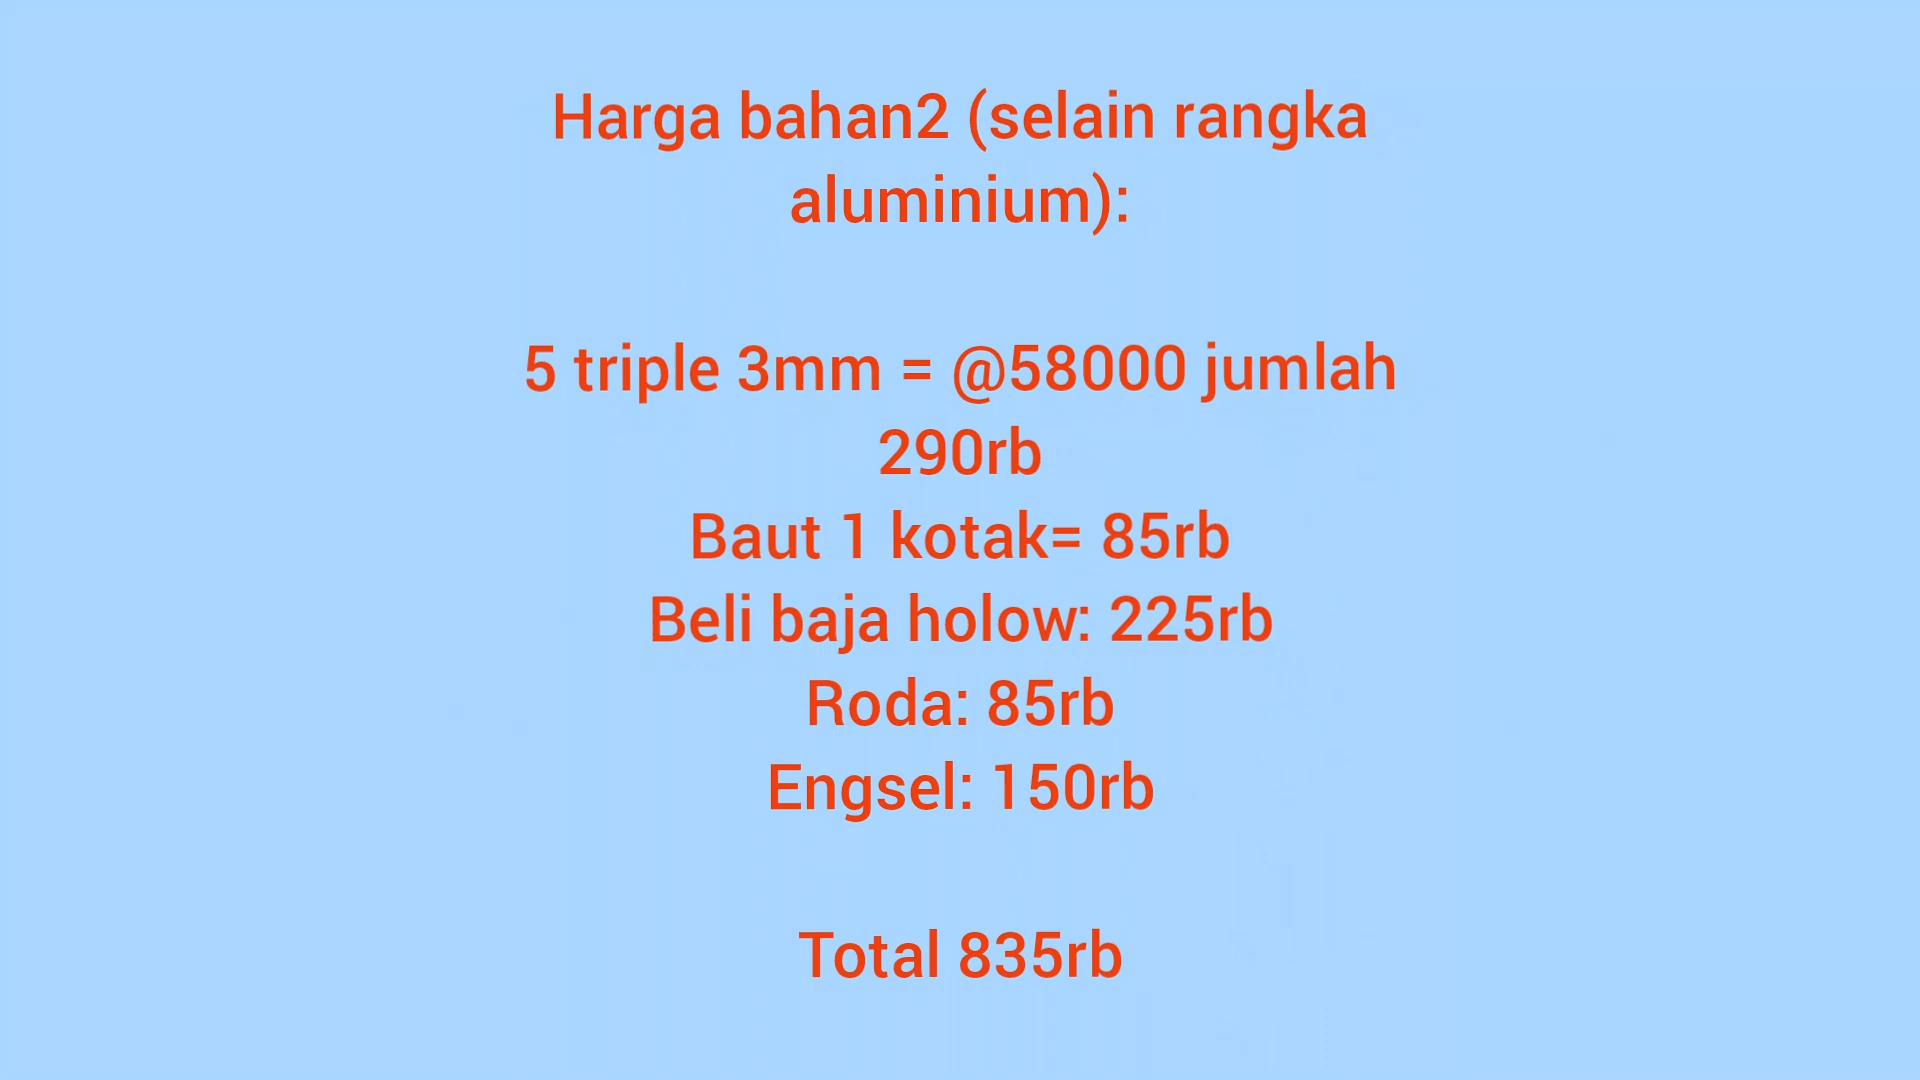 Harga bahan2 (selain rangka
aluminium):
5 triple 3mm = @58000 jumlah
290rb
Baut 1 kotak= 85rb
Beli baja holow: 225rb
Roda: 85rb
Engsel: 150rb
Total 835rb